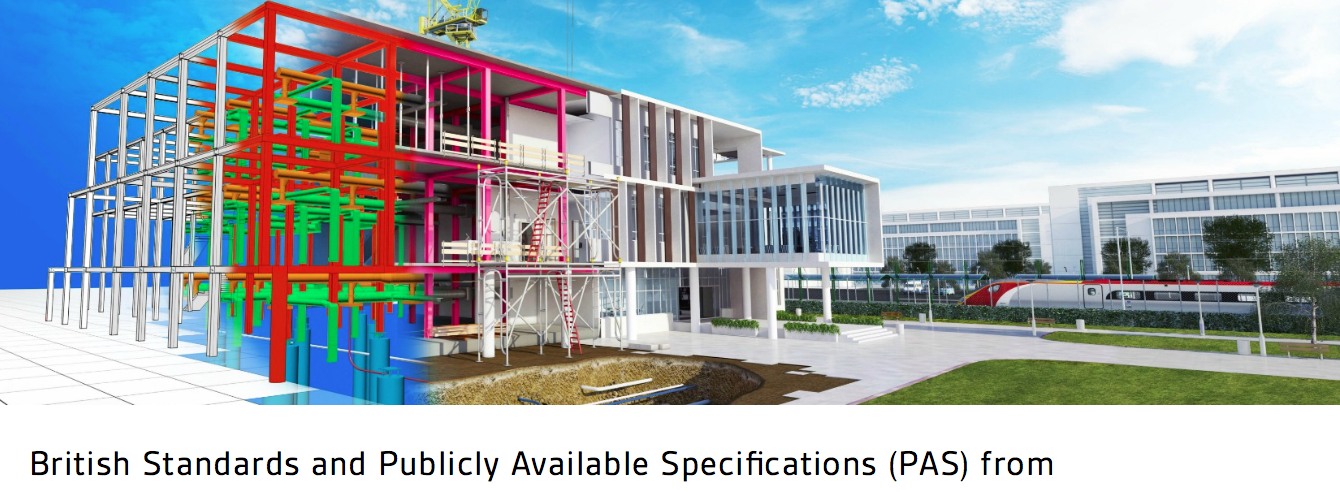 British Standards and Publicly Available Specifications (PAS) from